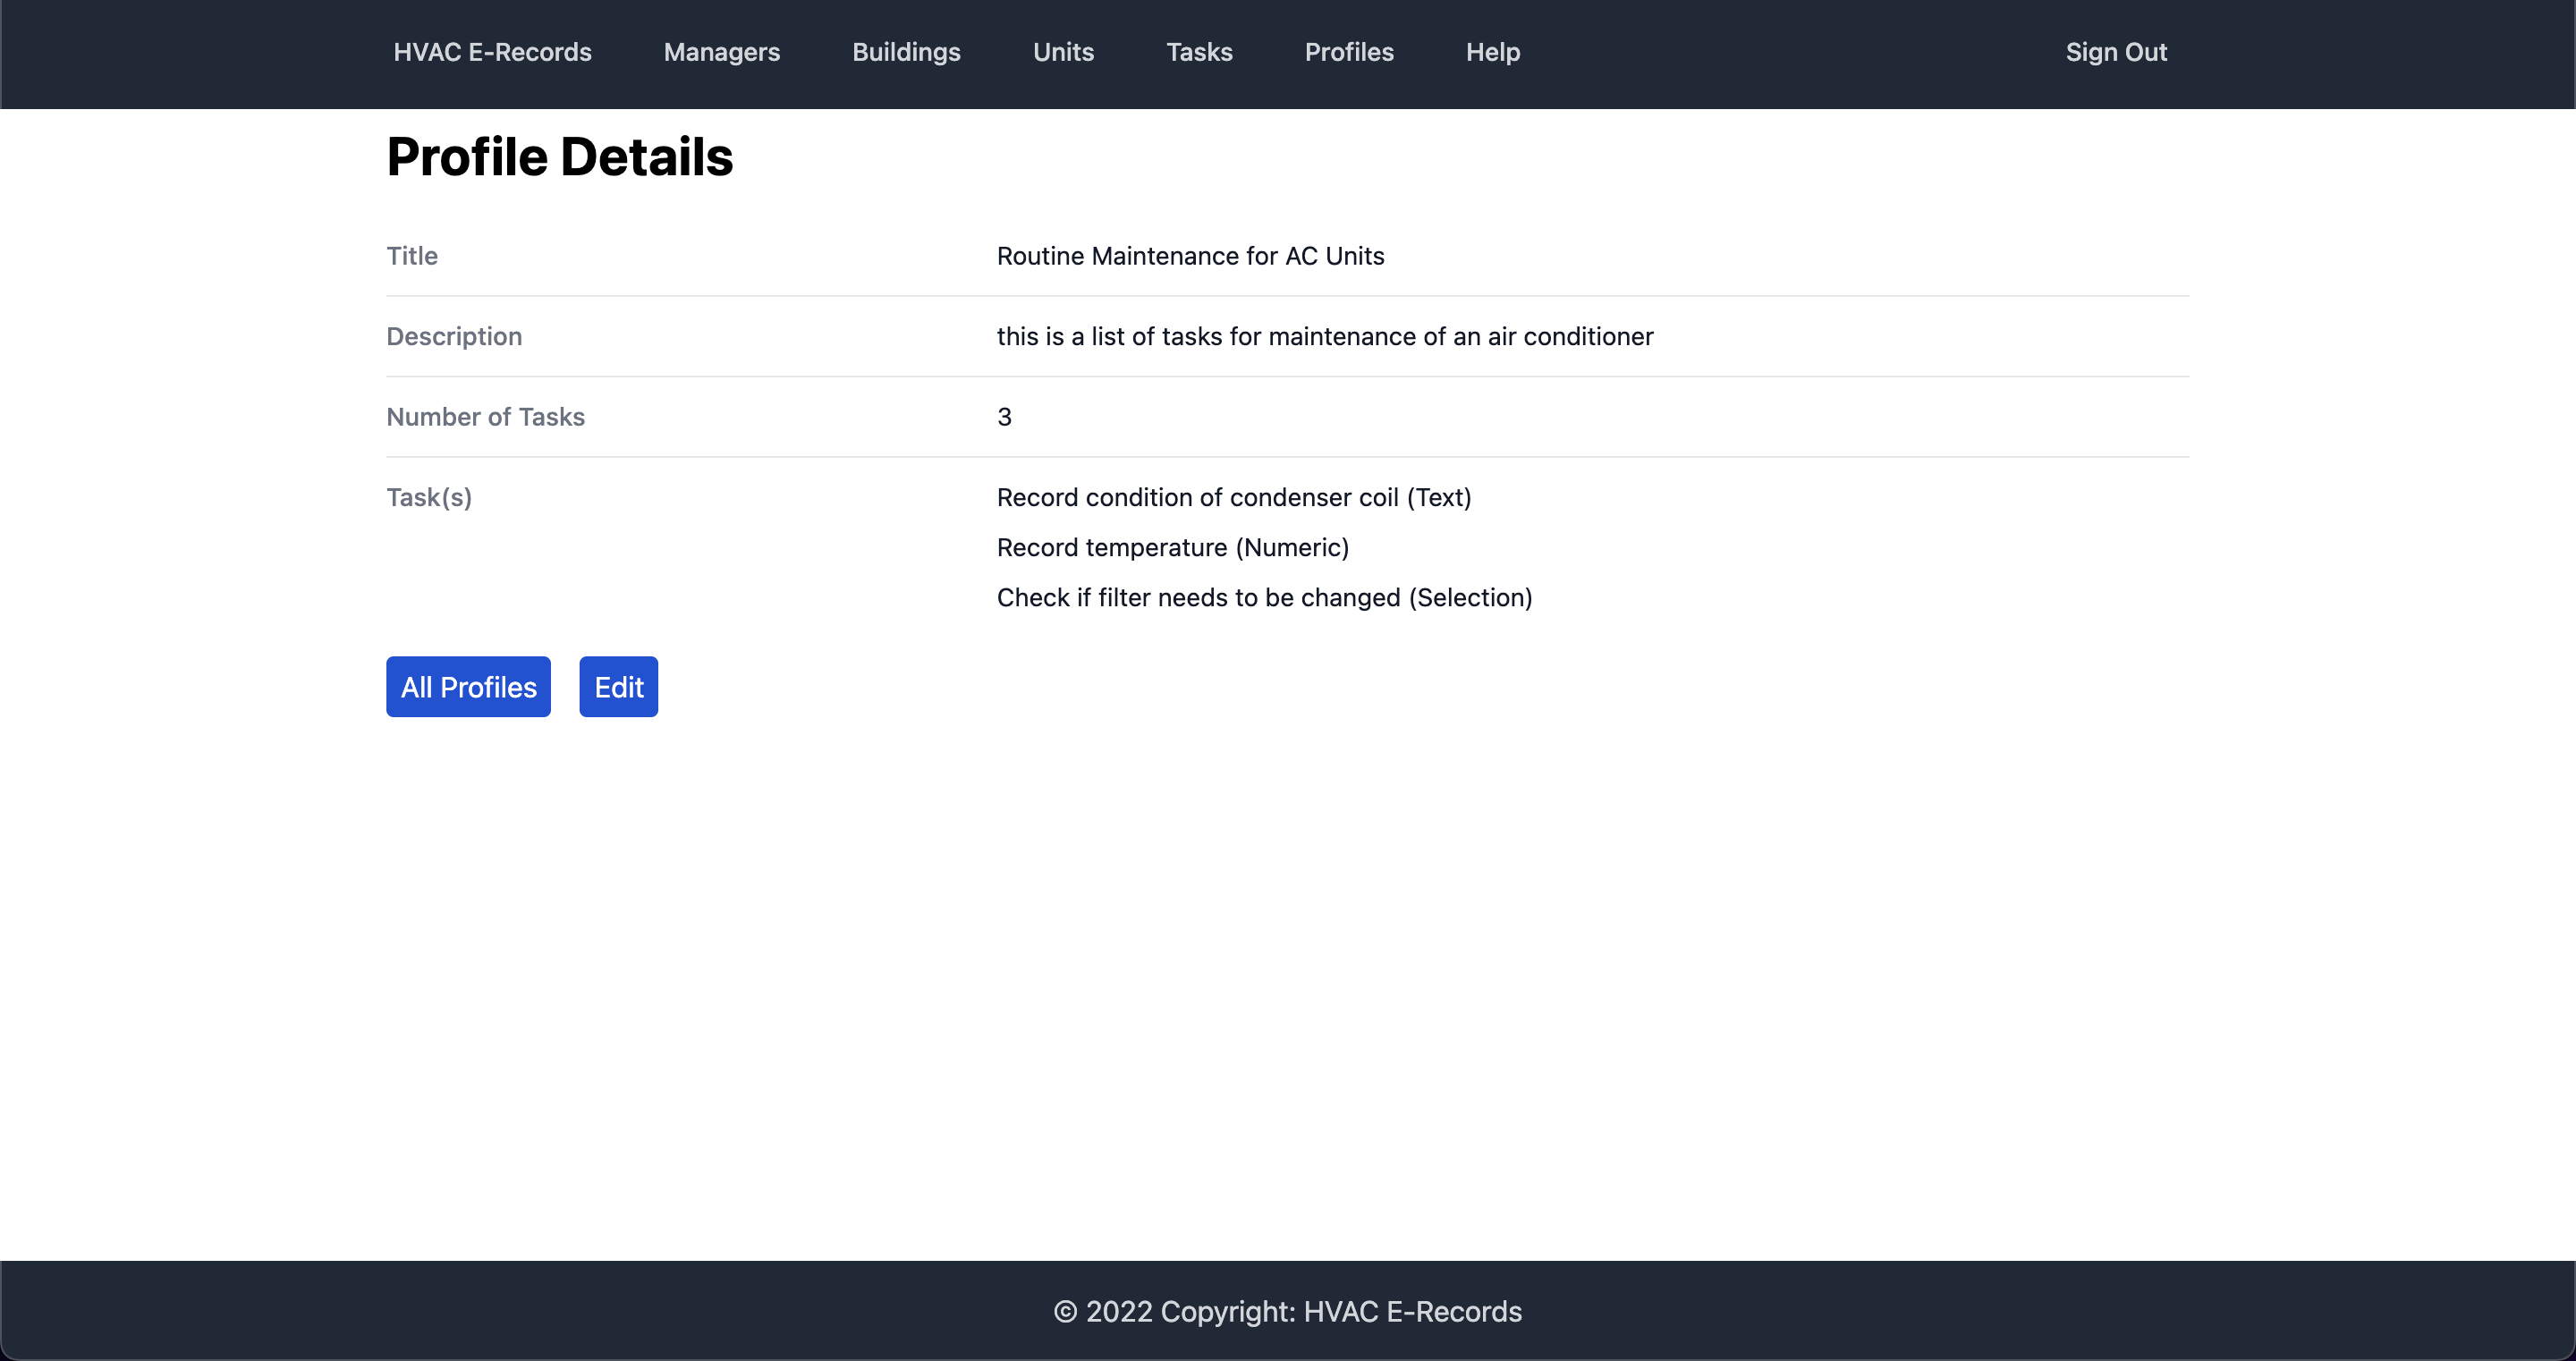 HVAC E-Records Managers Buildings Units Tasks Profiles Help Sign Out
Profile Details
Title Routine Maintenance for AC Units
Description this is a list of tasks for maintenance of an air conditioner
Number of Tasks 3
Task(s) Record condition of condenser coil (Text)
Record temperature (Numeric)
Check if filter needs to be changed (Selection)
All Profiles Edit
© 2022 Copyright: HVAC E-Records